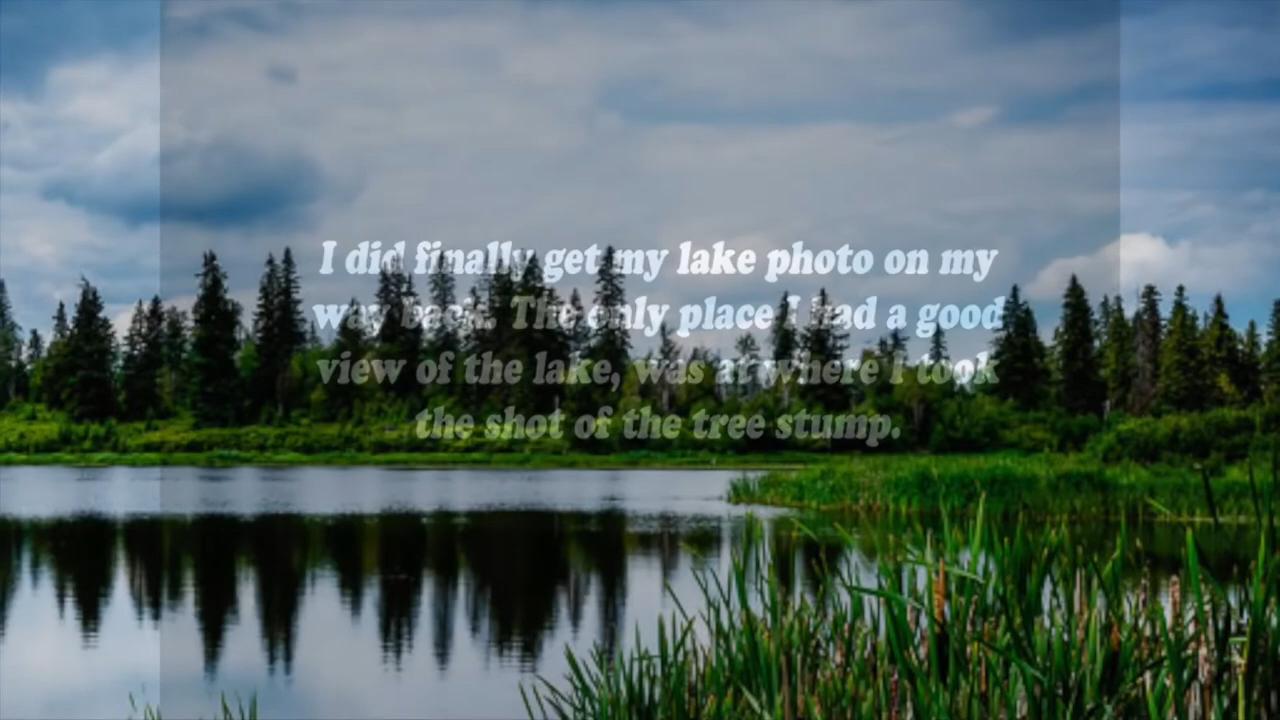 I did finally get my lake photo on my
way back. The only place I had a good
view of the lake, was at where i took
the shot of the tree stump.